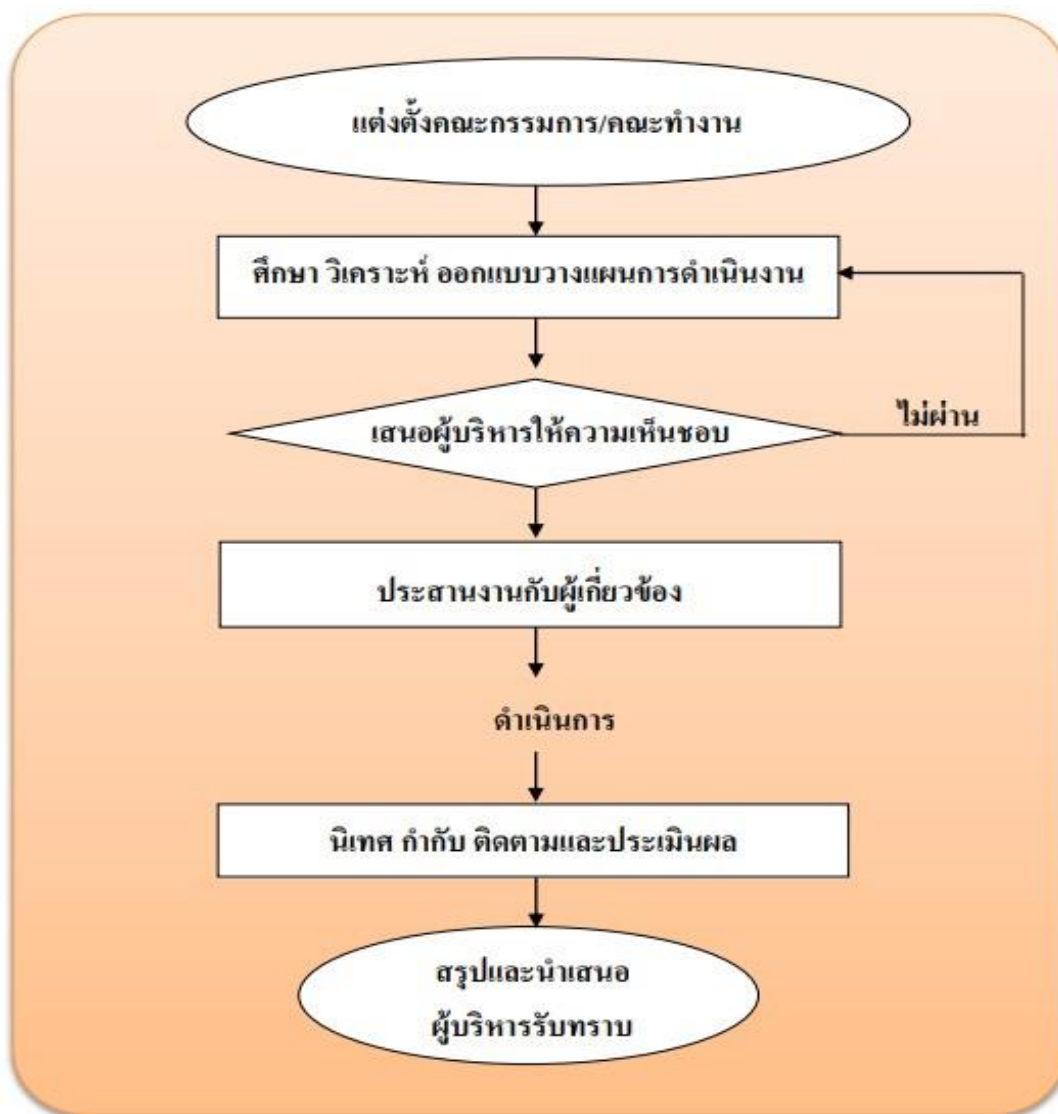 แต่งตั้งคณะกรรมการ/คณะทำงาน
ศึกษา วิเคราะห์ ออกแบบวางแผนการดำเนินงาน
เสนอผู้บริหารให้ความเห็นชอบ
ไม่ผ่าน
ประสานงานกับผู้เกี่ยวข้อง
ดำเนินการ
นิเทศ กำกับ ติดตามและประเมินผล
สรุปและนำเสนอ
ผู้บริหารรับทราบ